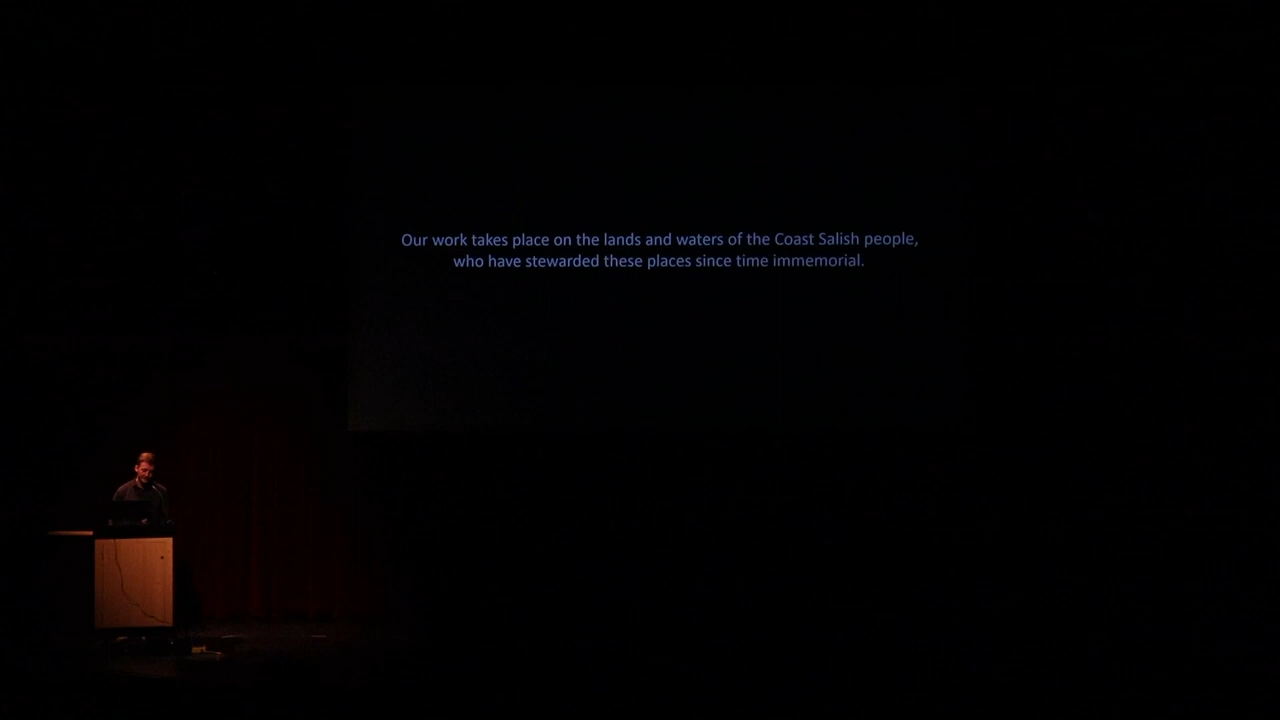 Our work takes place on the lands and waters of the Coast Salish people,
who have stewarded these places since time immemorial.